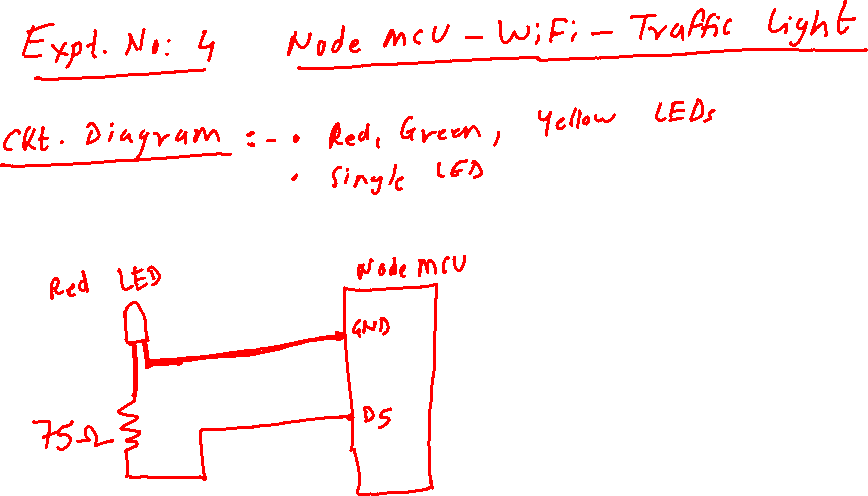 Expt. No: 4 Node MCU - WiFi - Traffic Light
Ckt. Diagram :- • Red, Green, Yellow LEDs
• Single LED
Red LED
Node MCU
GND
D5
75Ω